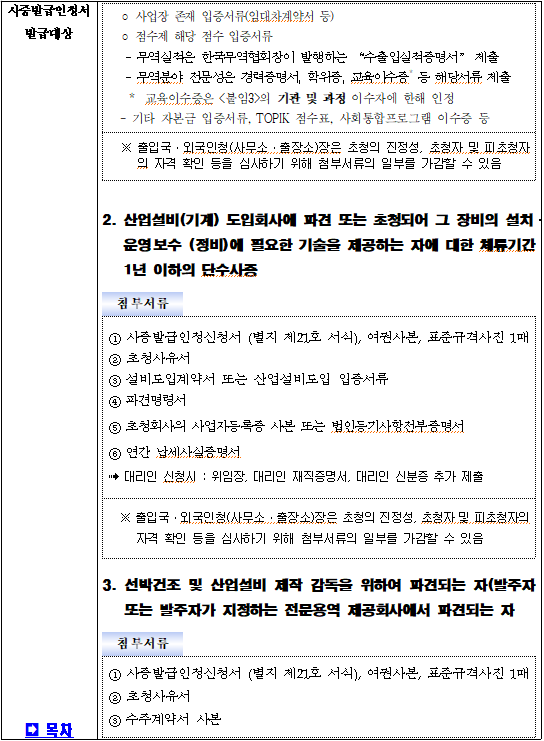 사증발급인정서
발급대상
○ 사업장 존재 입증서류(임대차계약서 등)
○ 점수제 해당 점수 입증서류
- 무역실적은 한국무역협회장이 발행하는 “수출입실적증명서” 제출
- 무역분야 전문성은 경력증명서, 학위증, 교육이수증* 등 해당서류 제출
* 교육이수증은 <붙임3>의 기관 및 과정 이수자에 한해 인정
- 기타 자본금 입증서류, TOPIK 점수표, 사회통합프로그램 이수증 등
※ 출입국·외국인청(사무소·출장소)장은 초청의 진정성, 초청자 및 피초청자
의 자격 확인 등을 심사하기 위해 첨부서류의 일부를 가감할 수 있음
2. 산업설비(기계) 도입회사에 파견 또는 초청되어 그 장비의 설치·
운영보수 (정비)에 필요한 기술을 제공하는 자에 대한 체류기간
1년 이하의 단수사증
첨부서류
① 사증발급인정신청서 (별지 제21호 서식), 여권사본, 표준규격사진 1매
② 초청사유서
③ 설비도입계약서 또는 산업설비도입 입증서류
④ 파견명령서
⑤ 초청회사의 사업자등록증 사본 또는 법인등기사항전부증명서
⑥ 연간 납세사실증명서
➟ 대리인 신청시 : 위임장, 대리인 재직증명서, 대리인 신분증 추가 제출
※ 출입국·외국인청(사무소·출장소)장은 초청의 진정성, 초청자 및 피초청자의
자격 확인 등을 심사하기 위해 첨부서류의 일부를 가감할 수 있음
3. 선박건조 및 산업설비 제작 감독을 위하여 파견되는 자(발주자
또는 발주자가 지정하는 전문용역 제공회사에서 파견되는 자
첨부서류
① 사증발급인정신청서 (별지 제21호 서식), 여권사본, 표준규격사진 1매
② 초청사유서
③ 수주계약서 사본
목차